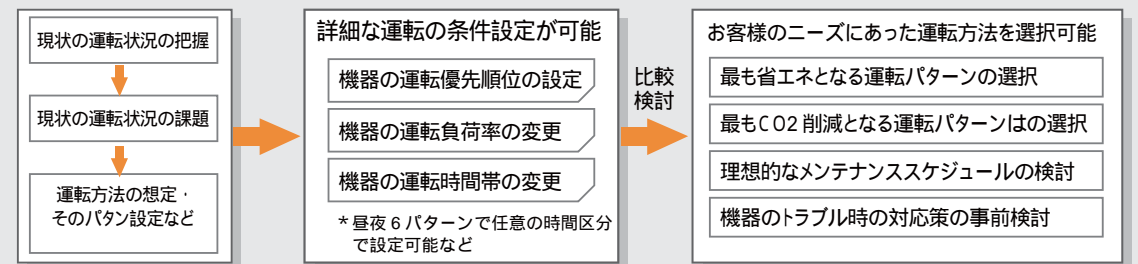 現状の運転状況の把握
現状の運転状況の課題
運転方法の想定・
そのパタン設定など
詳細な運転の条件設定が可能
機器の運転優先順位の設定
機器の運転負荷率の変更
機器の運転時間帯の変更
*昼夜6パターンで任意の時間区分
で設定可能など
比較
検討
お客様のニーズにあった運転方法を選択可能
最も省エネとなる運転パターンの選択
最もCO2削減となる運転パターンはの選択
理想的なメンテナンススケジュールの検討
機器のトラブル時の対応策の事前検討